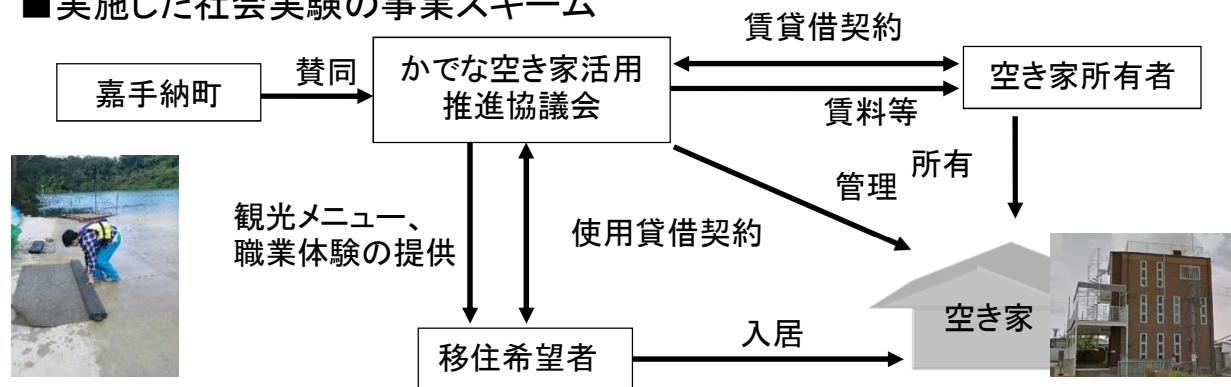 ■実施した社会実験の事業スキーム
賃貸借契約
嘉手納町
賛同
かでな空き家活用
推進協議会
空き家所有者
賃料等
所有
管理
観光メニュー、
職業体験の提供
使用貸借契約
空き家
移住希望者
入居